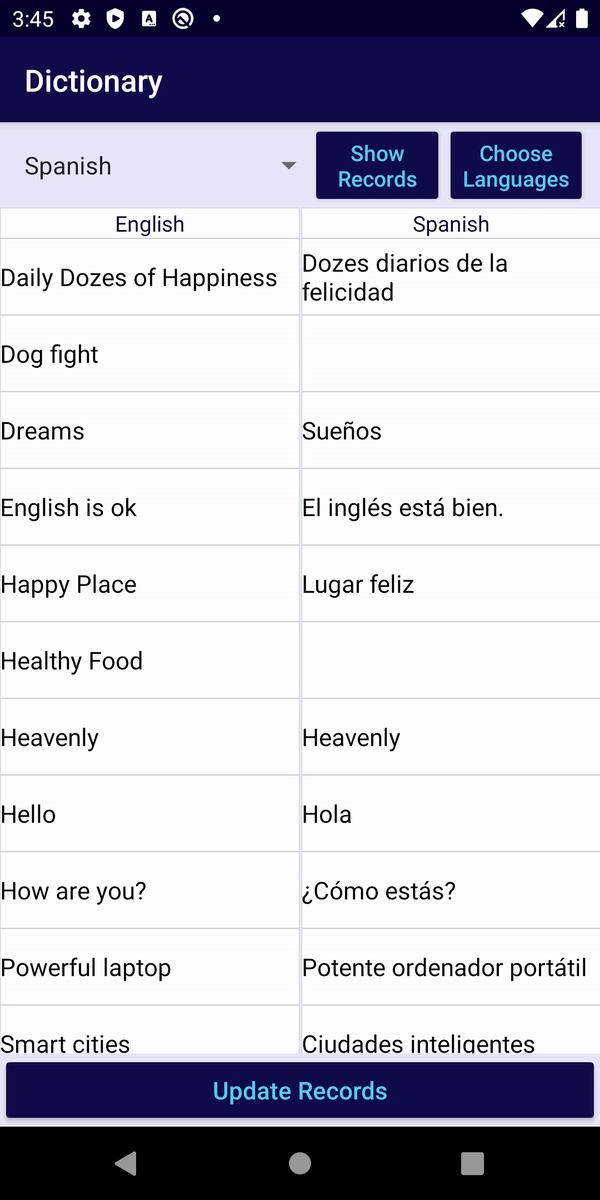 3:45
Dictionary
Spanish
Show
Records
Choose
Languages
English
Spanish
Daily Dozes of Happiness
Dozes diarios de la
felicidad
Dog fight
Dreams
Sueños
English is ok
El inglés está bien.
Happy Place
Lugar feliz
Healthy Food
Heavenly
Heavenly
Hello
Hola
How are you?
¿Cómo estás?
Powerful laptop
Potente ordenador portátil
Smart cities
Ciudades inteligentes
Update Records